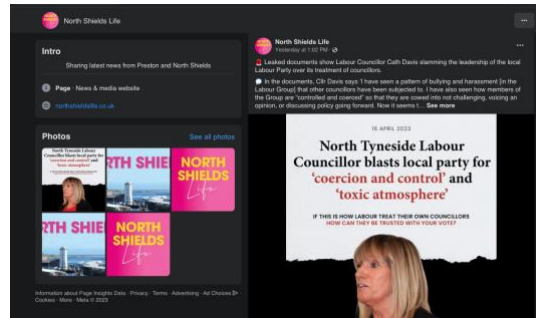 North Shields Life
Intro
Sharing latest news from Preston and North Shields
Page · News & media website
northshieldslife.co.uk
Photos
See all photos
NORTH SHIELDS
Life
NORTH SHIELDS
Life
Information about Page Insights Data · Privacy · Terms · Advertising · Ad Choices
Cookies · More · Meta © 2023
North Shields Life
Yesterday at 1:02 PM
Leaked documents show Labour Councillor Cath Davis slamming the leadership of the local
Labour Party over its treatment of councillors.
In the documents, Cllr Davis says 'I have seen a pattern of bullying and harassment [in the
Labour Group] that other councillors have been subjected to. I have also seen how members of
the Group are "controlled and coerced" so that they are cowed into not challenging, voicing an
opinion, or discussing policy going forward. Now it seems t... See more
16 APRIL 2023
North Tyneside Labour
Councillor blasts local party for
'coercion and control' and
'toxic atmosphere'
IF THIS IS HOW LABOUR TREAT THEIR OWN COUNCILLORS
HOW CAN THEY BE TRUSTED WITH YOUR VOTE?